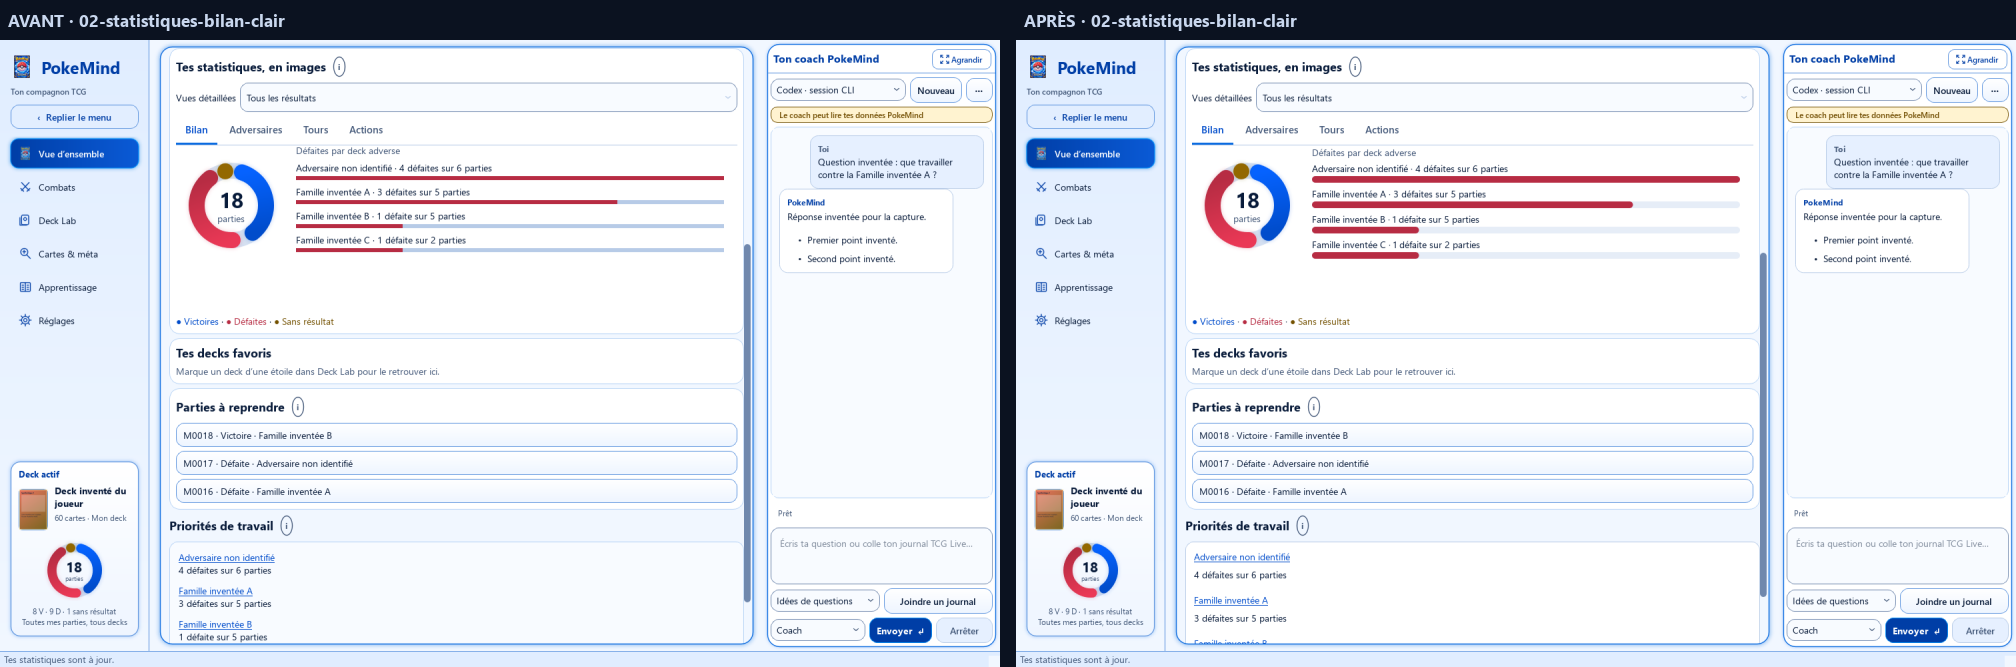 AVANT · 02-statistiques-bilan-clair
PokeMind
Ton compagnon TCG
‹ Replier le menu
Vue d'ensemble
Combats
Deck Lab
Cartes & méta
Apprentissage
Réglages
Deck actif
Deck inventé du
joueur
60 cartes · Mon deck
18
parties
8 V · 9 D · 1 sans résultat
Toutes mes parties, tous decks
Tes statistiques, en images i
Vues détaillées Tous les résultats
Bilan Adversaires Tours Actions
18
parties
Défaites par deck adverse
Adversaire non identifié · 4 défaites sur 6 parties
Famille inventée A · 3 défaites sur 5 parties
Famille inventée B · 1 défaite sur 5 parties
Famille inventée C · 1 défaite sur 2 parties
● Victoires · ● Défaites · ● Sans résultat
Tes decks favoris
Marque un deck d'une étoile dans Deck Lab pour le retrouver ici.
Parties à reprendre i
M0018 · Victoire · Famille inventée B
M0017 · Défaite · Adversaire non identifié
M0016 · Défaite · Famille inventée A
Priorités de travail i
Adversaire non identifié
4 défaites sur 6 parties
Famille inventée A
3 défaites sur 5 parties
Famille inventée B
1 défaite sur 5 parties
Ton coach PokeMind
Agrandir
Codex · session CLI
Nouveau
...
Le coach peut lire tes données PokeMind
Toi
Question inventée : que travailler
contre la Famille inventée A ?
PokeMind
Réponse inventée pour la capture.
• Premier point inventé.
• Second point inventé.
Prêt
Écris ta question ou colle ton journal TCG Live...
Idées de questions
Joindre un journal
Coach
Envoyer ↲
Arrêter
Tes statistiques sont à jour.
APRÈS · 02-statistiques-bilan-clair
PokeMind
Ton compagnon TCG
‹ Replier le menu
Vue d'ensemble
Combats
Deck Lab
Cartes & méta
Apprentissage
Réglages
Deck actif
Deck inventé du
joueur
60 cartes · Mon deck
18
parties
8 V · 9 D · 1 sans résultat
Toutes mes parties, tous decks
Tes statistiques, en images i
Vues détaillées Tous les résultats
Bilan Adversaires Tours Actions
18
parties
Défaites par deck adverse
Adversaire non identifié · 4 défaites sur 6 parties
Famille inventée A · 3 défaites sur 5 parties
Famille inventée B · 1 défaite sur 5 parties
Famille inventée C · 1 défaite sur 2 parties
● Victoires · ● Défaites · ● Sans résultat
Tes decks favoris
Marque un deck d'une étoile dans Deck Lab pour le retrouver ici.
Parties à reprendre i
M0018 · Victoire · Famille inventée B
M0017 · Défaite · Adversaire non identifié
M0016 · Défaite · Famille inventée A
Priorités de travail i
Adversaire non identifié
4 défaites sur 6 parties
Famille inventée A
3 défaites sur 5 parties
Famille inventée B
Ton coach PokeMind
Agrandir
Codex · session CLI
Nouveau
...
Le coach peut lire tes données PokeMind
Toi
Question inventée : que travailler
contre la Famille inventée A ?
PokeMind
Réponse inventée pour la capture.
• Premier point inventé.
• Second point inventé.
Prêt
Écris ta question ou colle ton journal TCG Live...
Idées de questions
Joindre un journal
Coach
Envoyer ↲
Arrêter
Tes statistiques sont à jour.